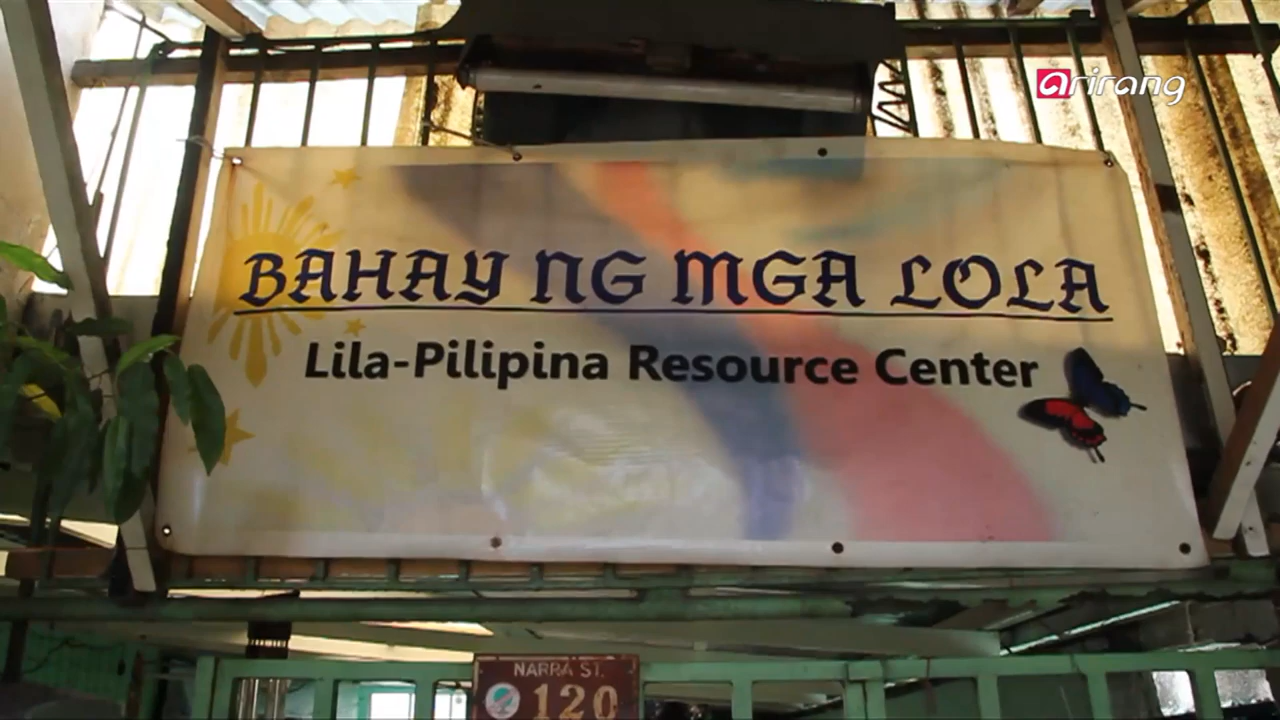 arirang
BAHAY NG MGA LOLA
Lila-Pilipina Resource Center
NARRA ST.
120